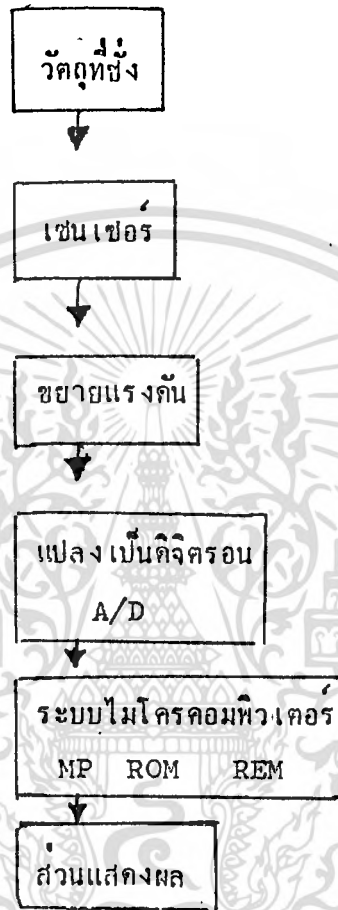 วัตถุที่ชั่ง
เซนเซอร์
ขยายแรงดัน
แปลงเป็นดิจิตรอน
A/D
ระบบไมโครคอมพิวเตอร์
MP ROM REM
ส่วนแสดงผล